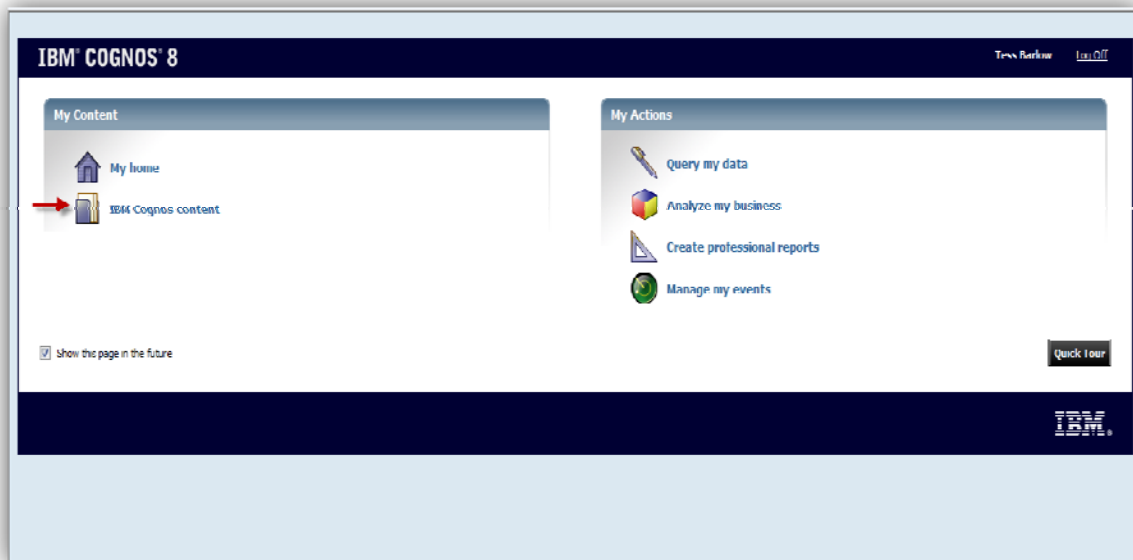 IBM® COGNOS® 8
Tess Barlow
Log Off
My Content
My home
IBM Cognos content
My Actions
Query my data
Analyze my business
Create professional reports
Manage my events
Show this page in the future
Quick Tour
IBM®